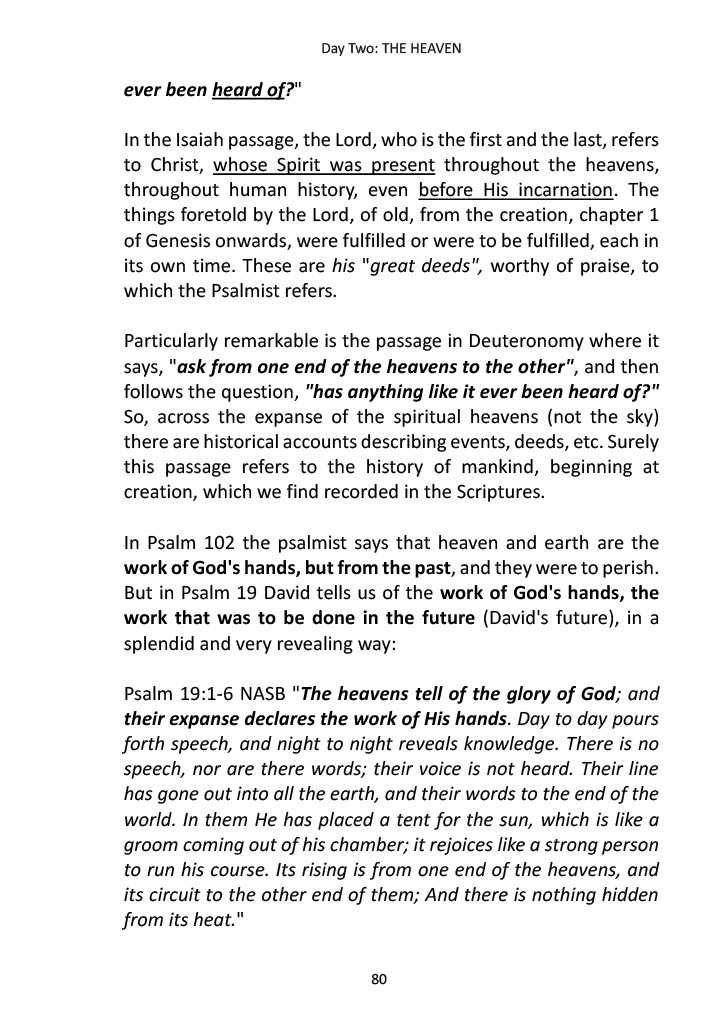 Day Two: THE HEAVEN
ever been heard of?"
In the Isaiah passage, the Lord, who is the first and the last, refers
to Christ, whose Spirit was present throughout the heavens,
throughout human history, even before His incarnation. The
things foretold by the Lord, of old, from the creation, chapter 1
of Genesis onwards, were fulfilled or were to be fulfilled, each in
its own time. These are his "great deeds", worthy of praise, to
which the Psalmist refers.
Particularly remarkable is the passage in Deuteronomy where it
says, "ask from one end of the heavens to the other", and then
follows the question, "has anything like it ever been heard of?"
So, across the expanse of the spiritual heavens (not the sky)
there are historical accounts describing events, deeds, etc. Surely
this passage refers to the history of mankind, beginning at
creation, which we find recorded in the Scriptures.
In Psalm 102 the psalmist says that heaven and earth are the
work of God's hands, but from the past, and they were to perish.
But in Psalm 19 David tells us of the work of God's hands, the
work that was to be done in the future (David's future), in a
splendid and very revealing way:
Psalm 19:1-6 NASB "The heavens tell of the glory of God; and
their expanse declares the work of His hands. Day to day pours
forth speech, and night to night reveals knowledge. There is no
speech, nor are there words; their voice is not heard. Their line
has gone out into all the earth, and their words to the end of the
world. In them He has placed a tent for the sun, which is like a
groom coming out of his chamber; it rejoices like a strong person
to run his course. Its rising is from one end of the heavens, and
its circuit to the other end of them; And there is nothing hidden
from its heat."
80